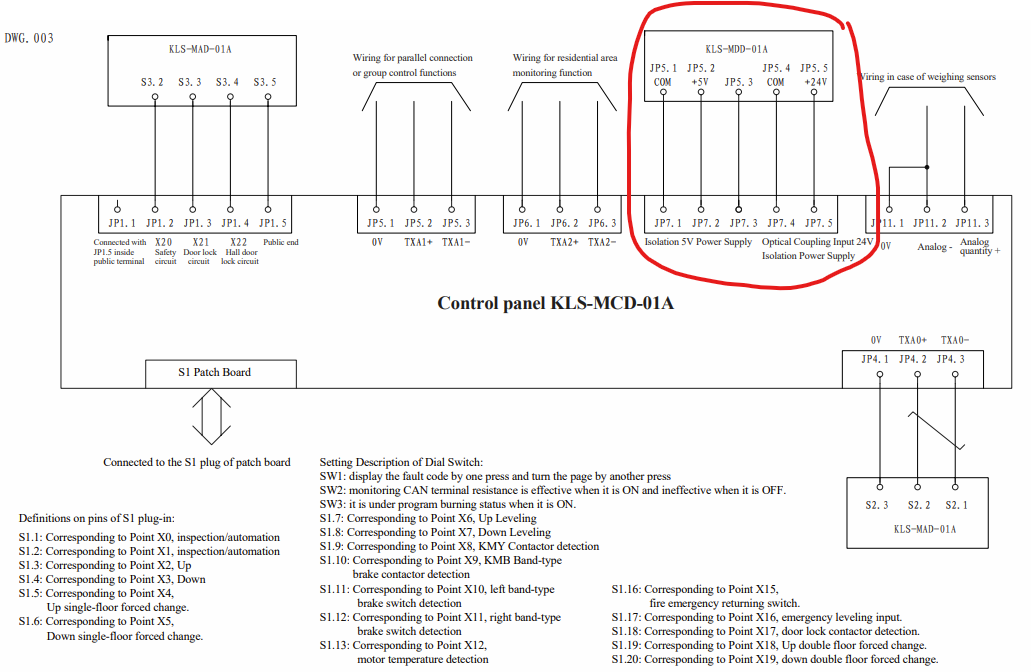 DWG. 003
KLS-MAD-01A
S3. 2 S3. 3 S3. 4 S3. 5
Wiring for parallel connection
or group control functions
Wiring for residential area
monitoring function
KLS-MDD-01A
JP5. 1 JP5. 2 JP5. 3 JP5. 4 JP5. 5
COM +5V COM +24V
Wiring in case of weighing sensors
JP1. 1 JP1. 2 JP1. 3 JP1. 4 JP1. 5
Connected with
JP1.5 inside
public terminal
X20
Safety
circuit
X21
Door lock
circuit
X22
Hall door
lock circuit
Public end
JP5. 1 JP5. 2 JP5. 3
0V TXA1+ TXA1-
JP6. 1 JP6. 2 JP6. 3
0V TXA2+ TXA2-
JP7. 1 JP7. 2 JP7. 3 JP7. 4 JP7. 5
Isolation 5V Power Supply
Optical Coupling Input 24V
Isolation Power Supply
JP11. 1 JP11. 2 JP11. 3
0V
Analog -
Analog
quantity +
Control panel KLS-MCD-01A
S1 Patch Board
0V TXA0+ TXA0-
JP4. 1 JP4. 2 JP4. 3
S2. 3 S2. 2 S2. 1
KLS-MAD-01A
Connected to the S1 plug of patch board
Definitions on pins of S1 plug-in:
S1.1: Corresponding to Point X0, inspection/automation
S1.2: Corresponding to Point X1, inspection/automation
S1.3: Corresponding to Point X2, Up
S1.4: Corresponding to Point X3, Down
S1.5: Corresponding to Point X4,
Up single-floor forced change.
S1.6: Corresponding to Point X5,
Down single-floor forced change.
Setting Description of Dial Switch:
SW1: display the fault code by one press and turn the page by another press
SW2: monitoring CAN terminal resistance is effective when it is ON and ineffective when it is OFF.
SW3: it is under program burning status when it is ON.
S1.7: Corresponding to Point X6, Up Leveling
S1.8: Corresponding to Point X7, Down Leveling
S1.9: Corresponding to Point X8, KMY Contactor detection
S1.10: Corresponding to Point X9, KMB Band-type
brake contactor detection
S1.11: Corresponding to Point X10, left band-type
brake switch detection
S1.12: Corresponding to Point X11, right band-type
brake switch detection
S1.13: Corresponding to Point X12,
motor temperature detection
S1.16: Corresponding to Point X15,
fire emergency returning switch.
S1.17: Corresponding to Point X16, emergency leveling input.
S1.18: Corresponding to Point X17, door lock contactor detection.
S1.19: Corresponding to Point X18, Up double floor forced change.
S1.20: Corresponding to Point X19, down double floor forced change.